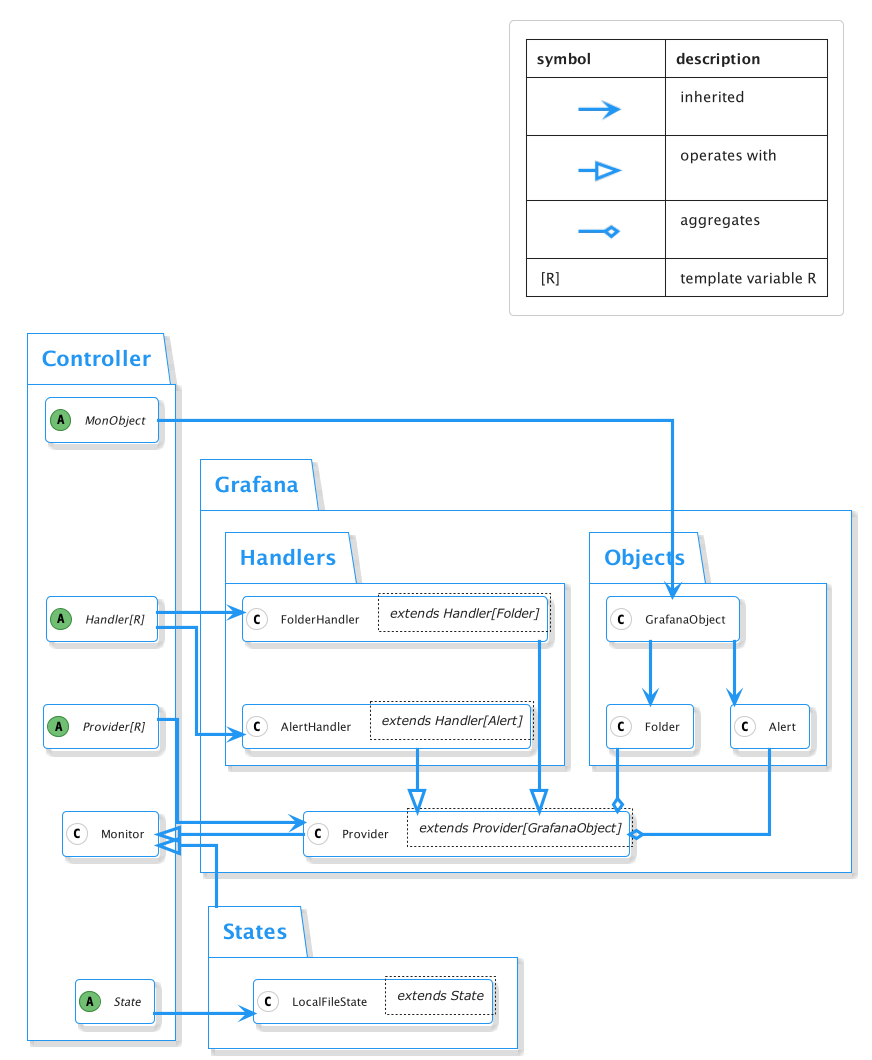 symbol description
inherited
operates with
aggregates
[R] template variable R
Controller
A MonObject
Grafana
Handlers
Objects
A Handler[R]
C FolderHandler extends Handler[Folder]
C GrafanaObject
A Provider[R]
C AlertHandler extends Handler[Alert]
C Folder
C Alert
C Monitor
C Provider extends Provider[GrafanaObject]
States
A State
C LocalFileState extends State